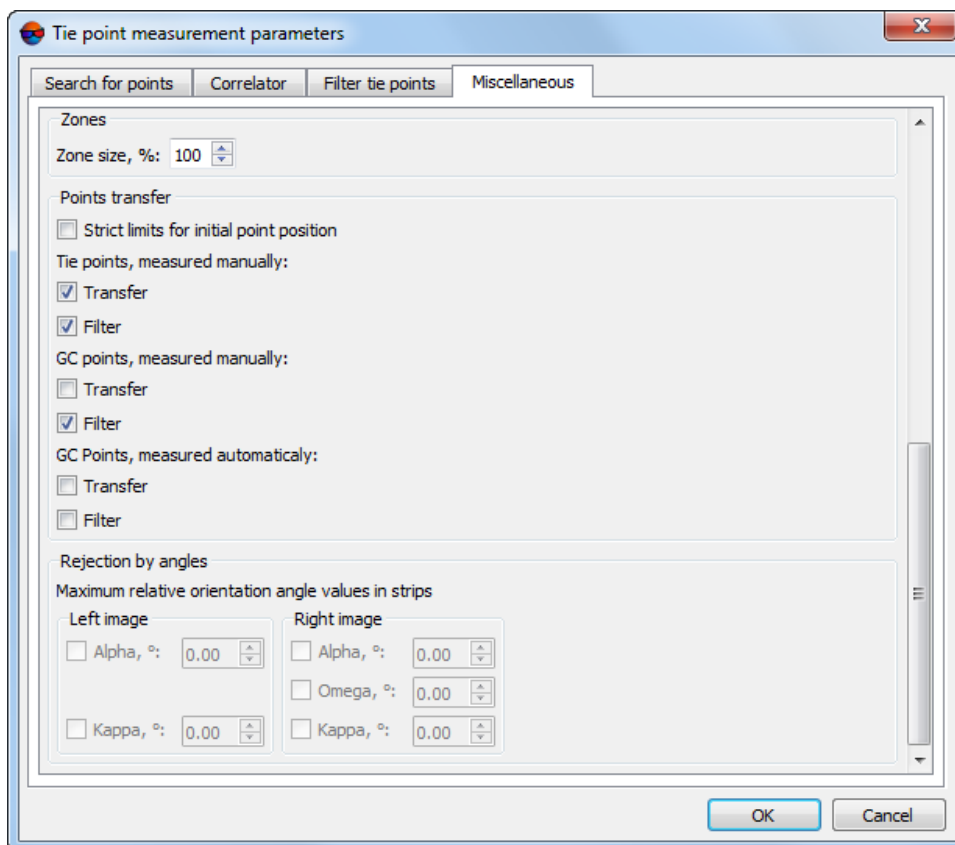 Tie point measurement parameters
Search for points Correlator Filter tie points Miscellaneous
Zones
Zone size, %: 100
Points transfer
Strict limits for initial point position
Tie points, measured manually:
Transfer
Filter
GC points, measured manually:
Transfer
Filter
GC Points, measured automaticaly:
Transfer
Filter
Rejection by angles
Maximum relative orientation angle values in strips
Left image Right image
Alpha, °: 0.00 Alpha, °: 0.00
Omega, °: 0.00
Kappa, °: 0.00 Kappa, °: 0.00
OK Cancel